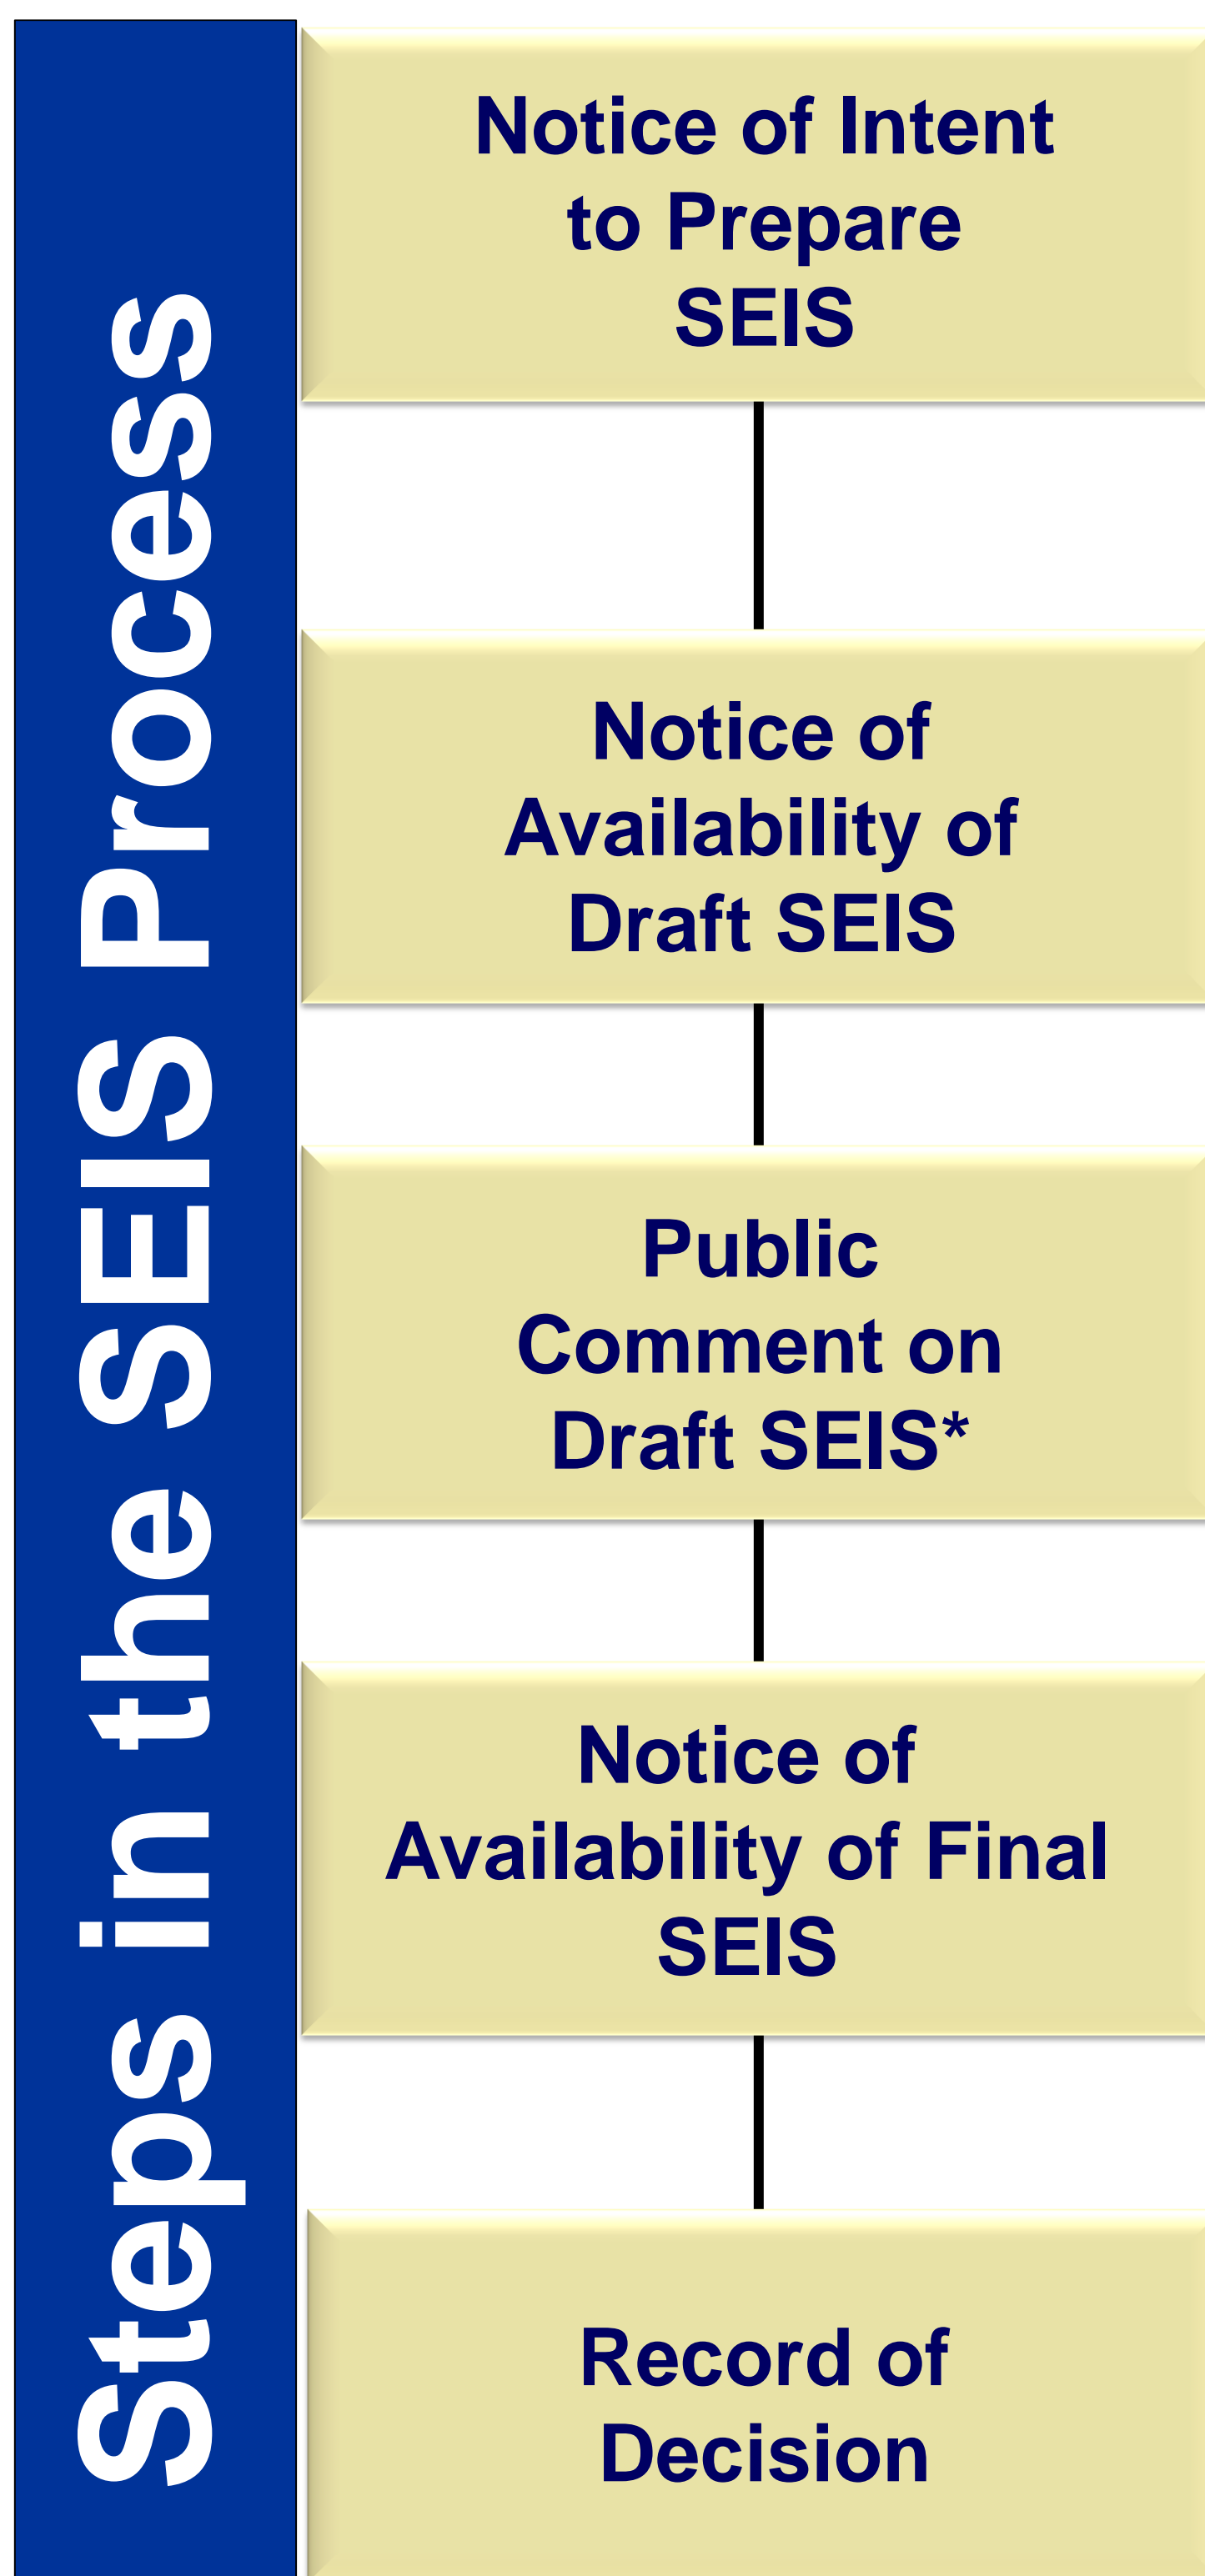 Steps in the SEIS Process
Notice of Intent
to Prepare
SEIS
Notice of
Availability of
Draft SEIS
Public
Comment on
Draft SEIS*
Notice of
Availability of Final
SEIS
Record of
Decision